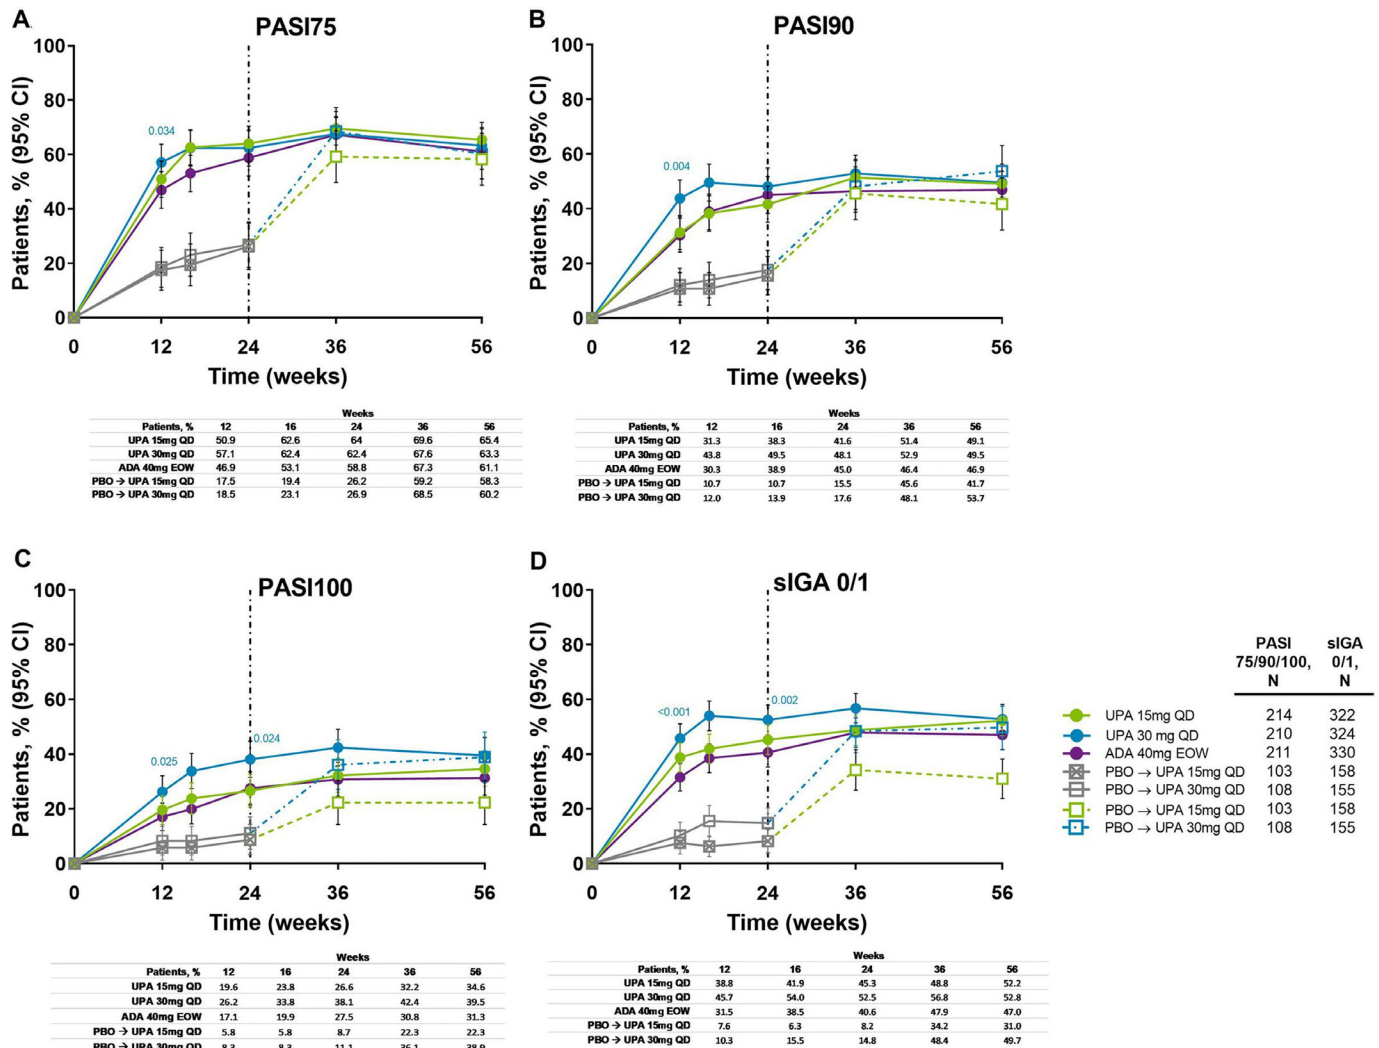 A
PASI75
Patients, % (95% CI)
100
80
60
40
20
0
0.034
0 12 24 36 56
Time (weeks)
Weeks
Patients, % 12 16 24 36 56
UPA 15mg QD 50.9 62.6 64 69.6 65.4
UPA 30mg QD 57.1 62.4 62.4 67.6 63.3
ADA 40mg EOW 46.9 53.1 58.8 67.3 61.1
PBO → UPA 15mg QD 17.5 19.4 26.2 59.2 58.3
PBO → UPA 30mg QD 18.5 23.1 26.9 68.5 60.2
B
PASI90
Patients, % (95% CI)
100
80
60
40
20
0
0.004
0 12 24 36 56
Time (weeks)
Weeks
Patients, % 12 16 24 36 56
UPA 15mg QD 31.3 38.3 41.6 51.4 49.1
UPA 30mg QD 43.8 49.5 48.1 52.9 49.5
ADA 40mg EOW 30.3 38.9 45.0 46.4 46.9
PBO → UPA 15mg QD 10.7 10.7 15.5 45.6 41.7
PBO → UPA 30mg QD 12.0 13.9 17.6 48.1 53.7
C
PASI100
Patients, % (95% CI)
100
80
60
40
20
0
0.025
0.024
0 12 24 36 56
Time (weeks)
Weeks
Patients, % 12 16 24 36 56
UPA 15mg QD 19.6 23.8 26.6 32.2 34.6
UPA 30mg QD 26.2 33.8 38.1 42.4 39.5
ADA 40mg EOW 17.1 19.9 27.5 30.8 31.3
PBO → UPA 15mg QD 5.8 5.8 8.7 22.3 22.3
PBO → UPA 30mg QD 8.3 8.3 11.1 36.1 38.9
D
sIGA 0/1
Patients, % (95% CI)
100
80
60
40
20
0
<0.001
0.002
0 12 24 36 56
Time (weeks)
Weeks
Patients, % 12 16 24 36 56
UPA 15mg QD 38.8 41.9 45.3 48.8 52.2
UPA 30mg QD 45.7 54.0 52.5 56.8 52.8
ADA 40mg EOW 31.5 38.5 40.6 47.9 47.0
PBO → UPA 15mg QD 7.6 6.3 8.2 34.2 31.0
PBO → UPA 30mg QD 10.3 15.5 14.8 48.4 49.7
PASI sIGA
75/90/100, 0/1,
N N
UPA 15mg QD 214 322
UPA 30 mg QD 210 324
ADA 40mg EOW 211 330
PBO → UPA 15mg QD 103 158
PBO → UPA 30mg QD 108 155
PBO → UPA 15mg QD 103 158
PBO → UPA 30mg QD 108 155